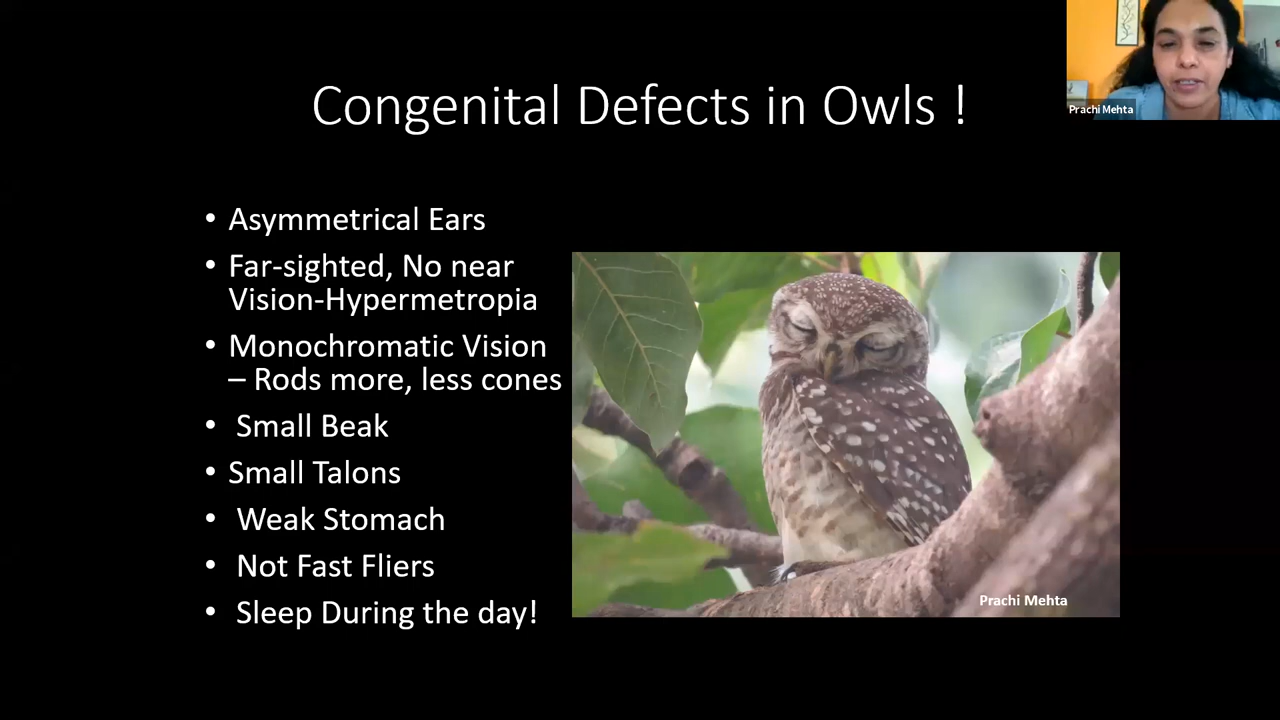 Congenital Defects in Owls !
Prachi Mehta
• Asymmetrical Ears
• Far-sighted, No near
Vision-Hypermetropia
• Monochromatic Vision
– Rods more, less cones
• Small Beak
• Small Talons
• Weak Stomach
• Not Fast Fliers
• Sleep During the day!
Prachi Mehta